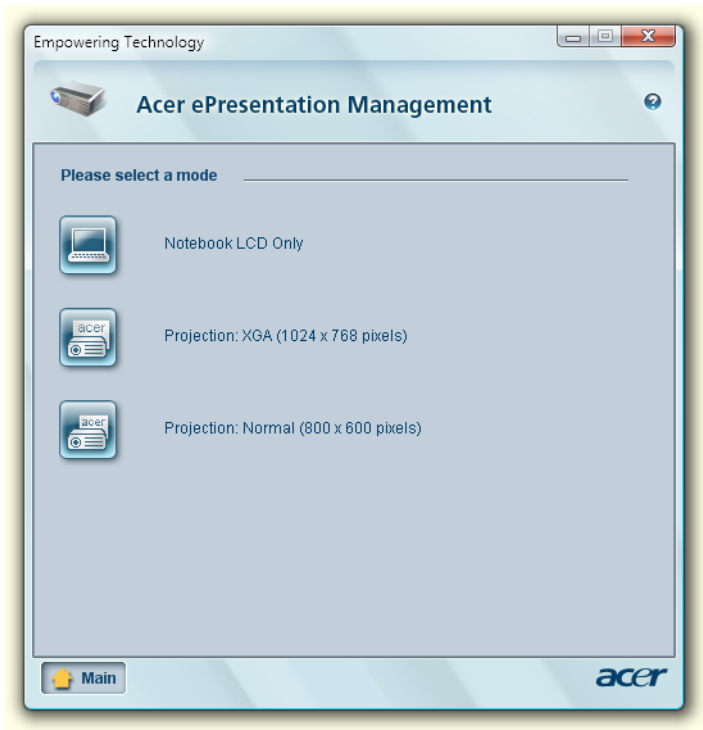 Empowering Technology
Acer ePresentation Management
Please select a mode
Notebook LCD Only
acer
Projection: XGA (1024 x 768 pixels)
acer
Projection: Normal (800 x 600 pixels)
Main
acer